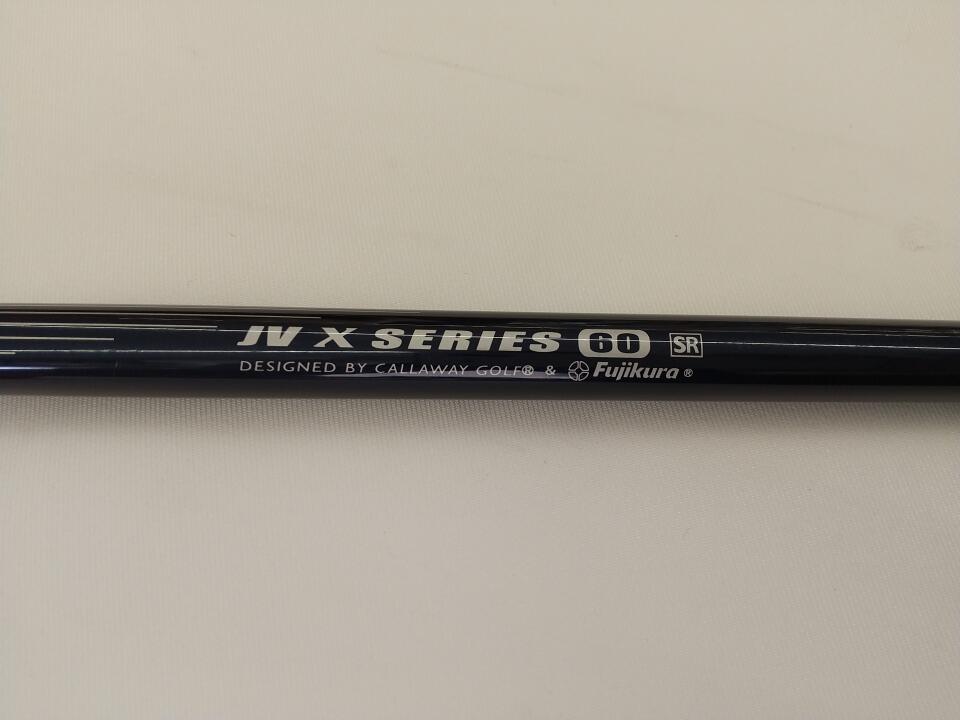 JV X SERIES 60 SR
DESIGNED BY CALLAWAY GOLF® & Fujikura®